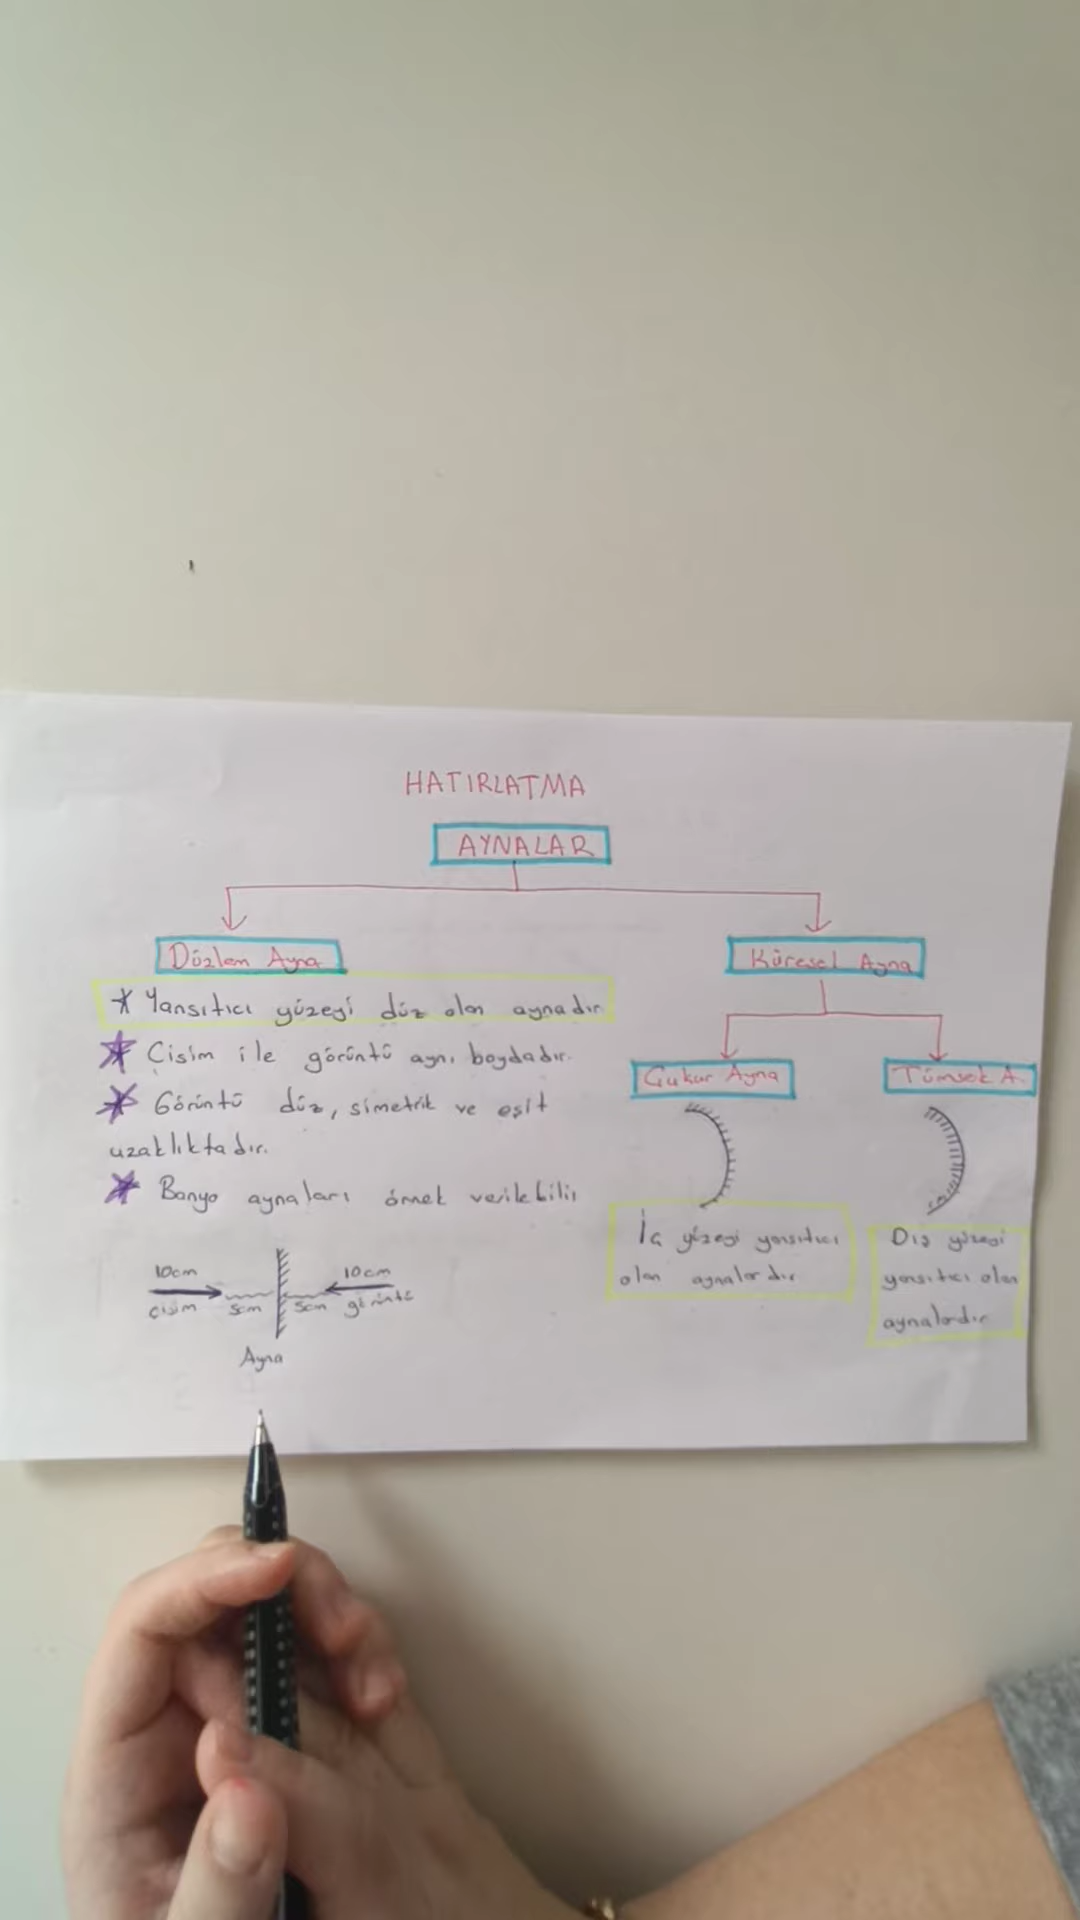 HATIRLATMA
AYNALAR
Düzlem Ayna
* Yansıtıcı yüzeyi düz olan aynadır.
* Cisim ile görüntü aynı boydadır.
* Görüntü düz, simetrik ve eşit
uzaklıktadır.
* Banyo aynaları örnek verilebilir
10cm
cisim
5cm
5cm
10cm
görüntü
Ayna
Küresel Ayna
Çukur Ayna
İç yüzeyi yansıtıcı
olan aynalardır
Tümsek A.
Dış yüzeyi
yansıtıcı olan
aynalardır